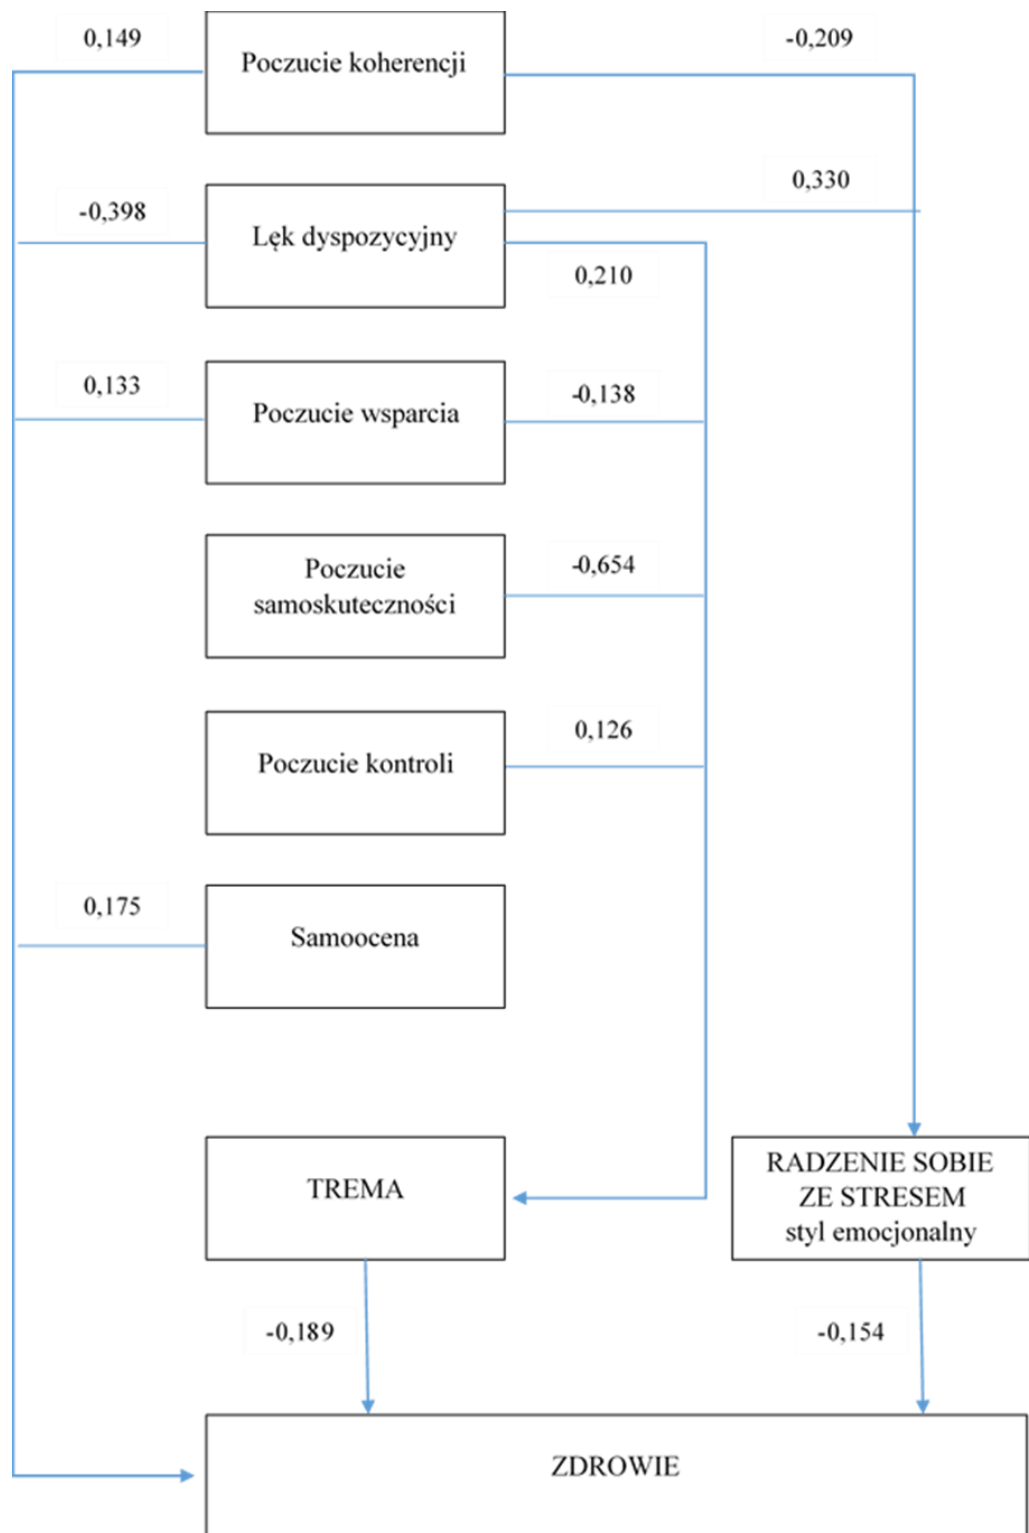 0,149
Poczucie koherencji
-0,209
-0,398
Lęk dyspozycyjny
0,330
0,210
0,133
Poczucie wsparcia
-0,138
Poczucie
samoskuteczności
-0,654
Poczucie kontroli
0,126
0,175
Samoocena
TREMA
RADZENIE SOBIE
ZE STRESEM
styl emocjonalny
-0,189
-0,154
ZDROWIE